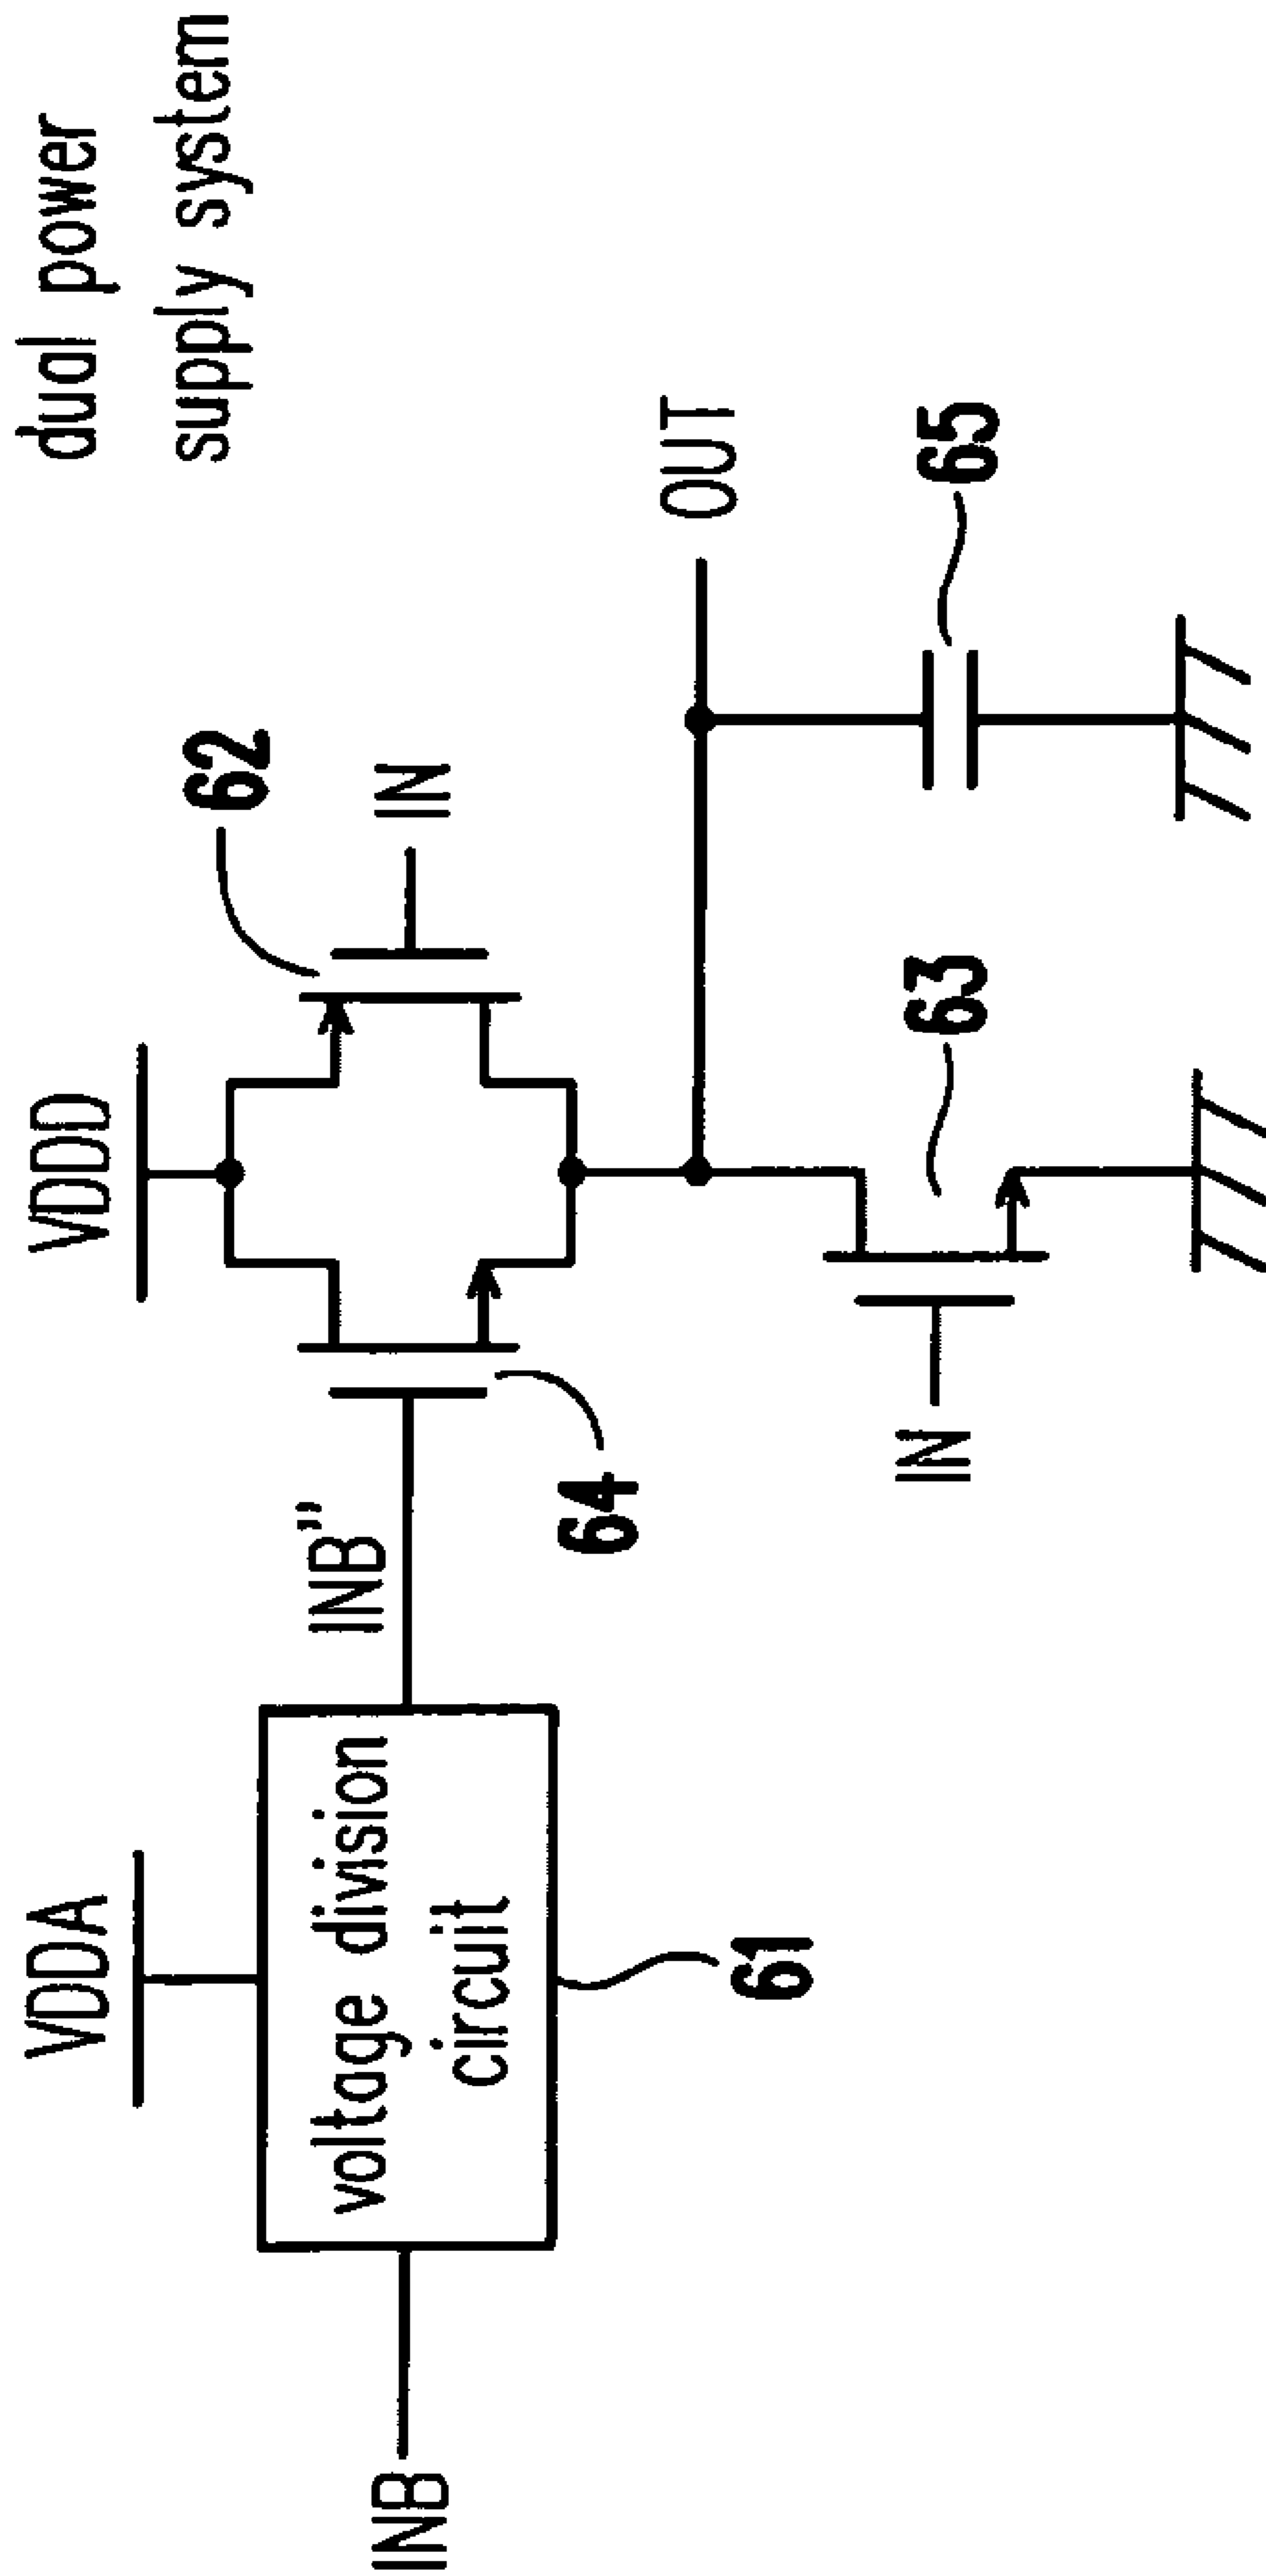 dual power
supply system
VDDA
VDDD
62
INB
voltage division
circuit
INB"
IN
64
61
OUT
63
65
IN